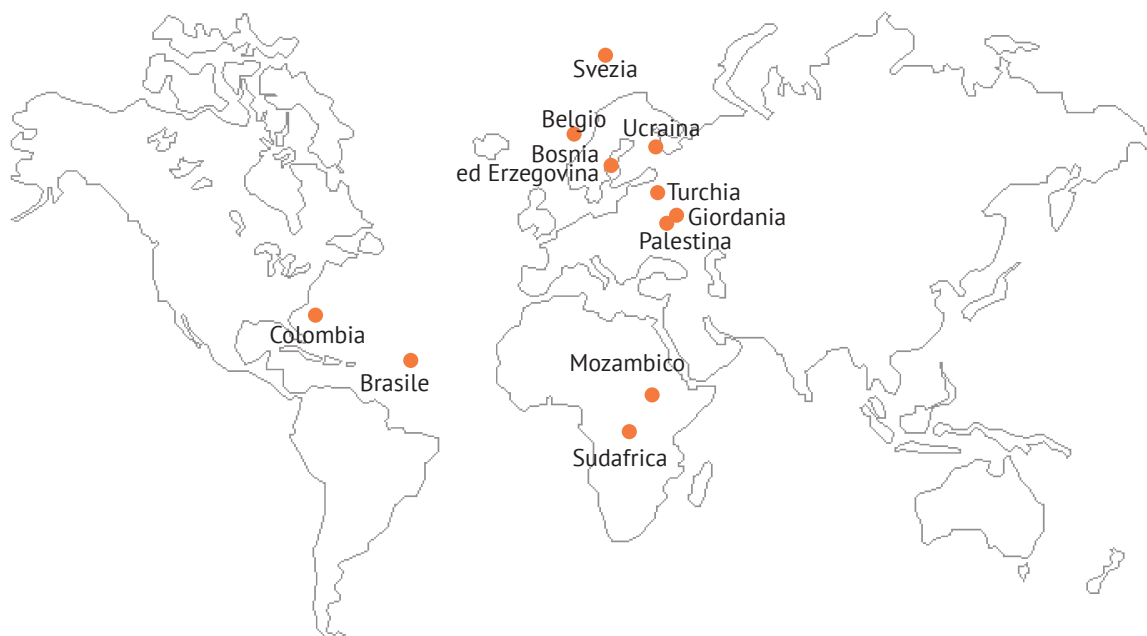 Svezia
Belgio
Ucraina
Bosnia
ed Erzegovina
Turchia
Giordania
Palestina
Colombia
Brasile
Mozambico
Sudafrica